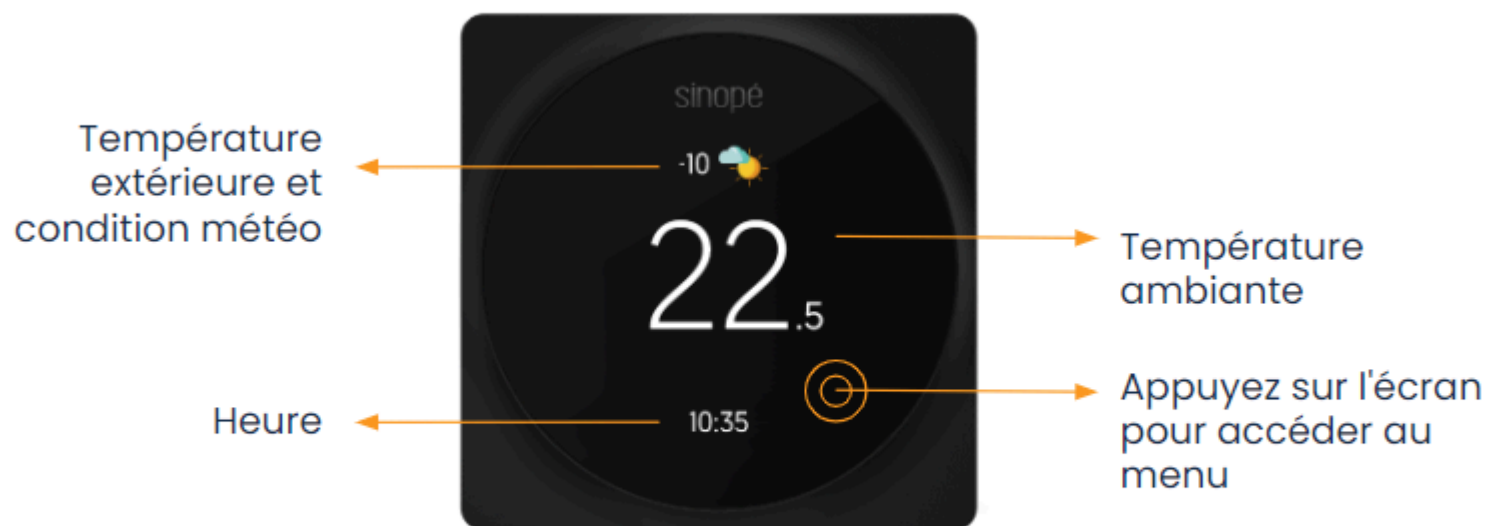 sinopé
Température
extérieure et
condition météo
-10
22.5
Température
ambiante
Heure
10:35
Appuyez sur l'écran
pour accéder au
menu